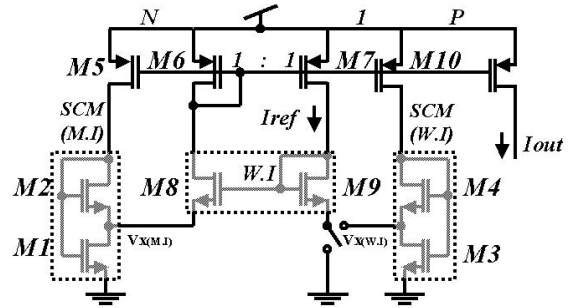 N 1 P
M5 M6 1 : 1 M7 M10
SCM
(M.I)
Iref
SCM
(W.I)
Iout
M2 M8 W.I M9 M4
VX(M.I) VX(W.I)
M1 M3